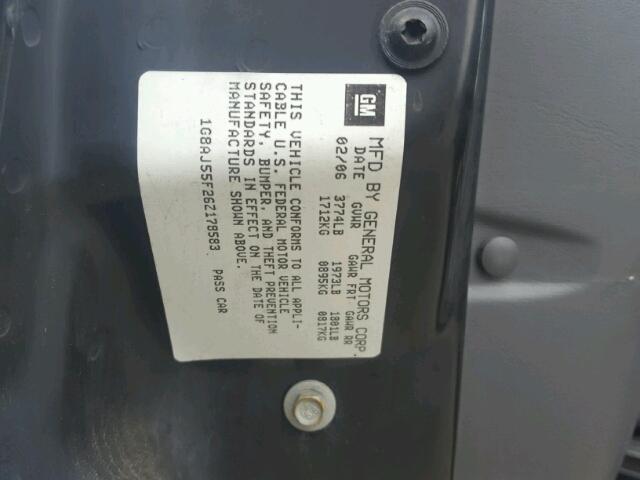 GM
MFD BY GENERAL MOTORS CORP.
DATE GVWR GAWR FRT GAWR RR
02/06 3774LB 1973LB 1801LB
1712KG 0895KG 0817KG
THIS VEHICLE CONFORMS TO ALL APPLI-
CABLE U.S. FEDERAL MOTOR VEHICLE
SAFETY, BUMPER, AND THEFT PREVENTION
STANDARDS IN EFFECT ON THE DATE OF
MANUFACTURE SHOWN ABOVE.
1G8AJ55F26Z178583 PASS CAR